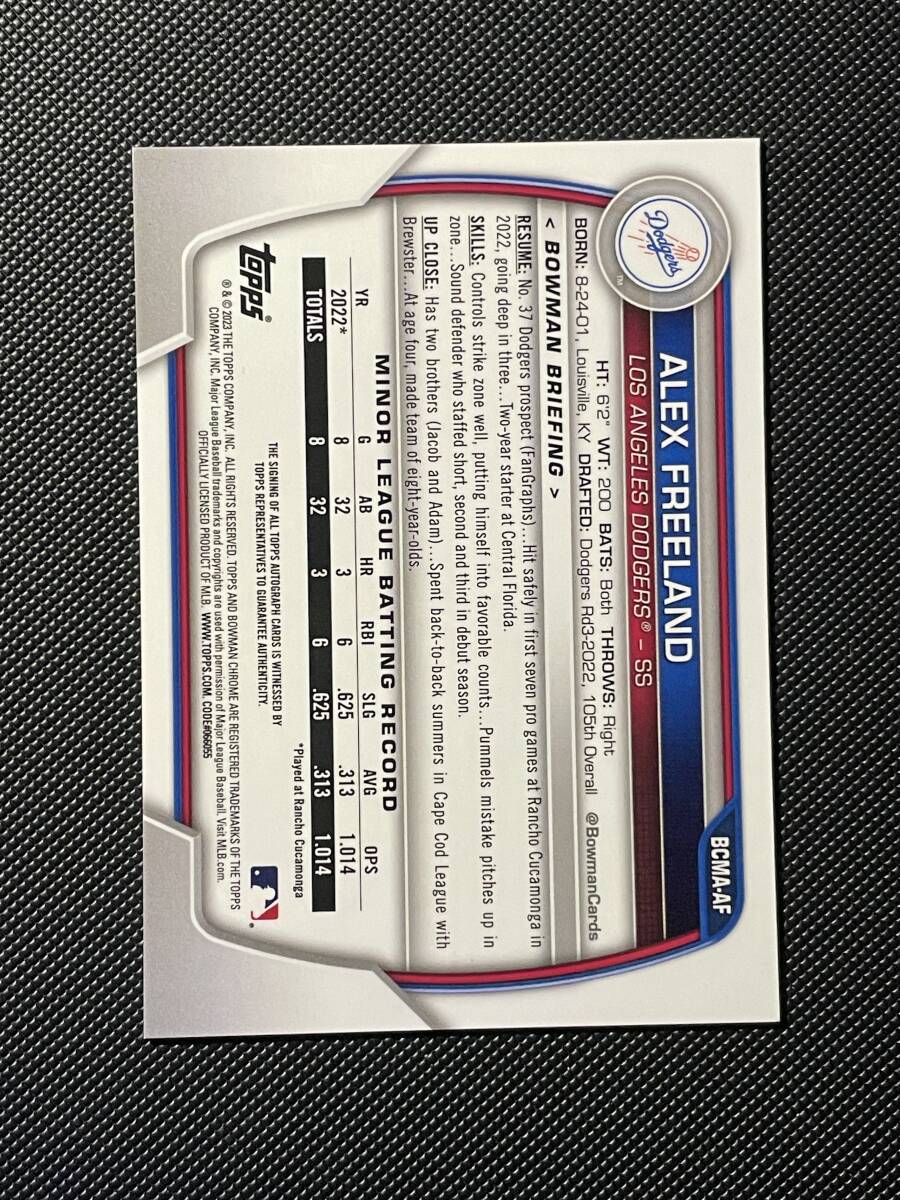 BCMA-AF
Dodgers
TM
ALEX FREELAND
LOS ANGELES DODGERS® – SS
HT: 6'2" WT: 200 BATS: Both THROWS: Right
BORN: 8-24-01, Louisville, KY DRAFTED: Dodgers Rd3-2022, 105th Overall @BowmanCards
< BOWMAN BRIEFING >
RESUME: No. 37 Dodgers prospect (FanGraphs)...Hit safely in first seven pro games at Rancho Cucamonga in
2022, going deep in three...Two-year starter at Central Florida.
SKILLS: Controls strike zone well, putting himself into favorable counts...Pummels mistake pitches up in
zone...Sound defender who staffed short, second and third in debut season.
UP CLOSE: Has two brothers (Jacob and Adam)...Spent back-to-back summers in Cape Cod League with
Brewster...At age four, made team of eight-year-olds.
MINOR LEAGUE BATTING RECORD
YR G AB HR RBI SLG AVG OPS
2022* 8 32 3 6 .625 .313 1.014
TOTALS 8 32 3 6 .625 .313 1.014
*Played at Rancho Cucamonga
THE SIGNING OF ALL TOPPS AUTOGRAPH CARDS IS WITNESSED BY
TOPPS REPRESENTATIVES TO GUARANTEE AUTHENTICITY.
topps®
® & © 2023 THE TOPPS COMPANY, INC. ALL RIGHTS RESERVED. TOPPS AND BOWMAN CHROME ARE REGISTERED TRADEMARKS OF THE TOPPS
COMPANY, INC. Major League Baseball trademarks and copyrights are used with permission of Major League Baseball. Visit MLB.com.
OFFICIALLY LICENSED PRODUCT OF MLB. WWW.TOPPS.COM. CODE#066055